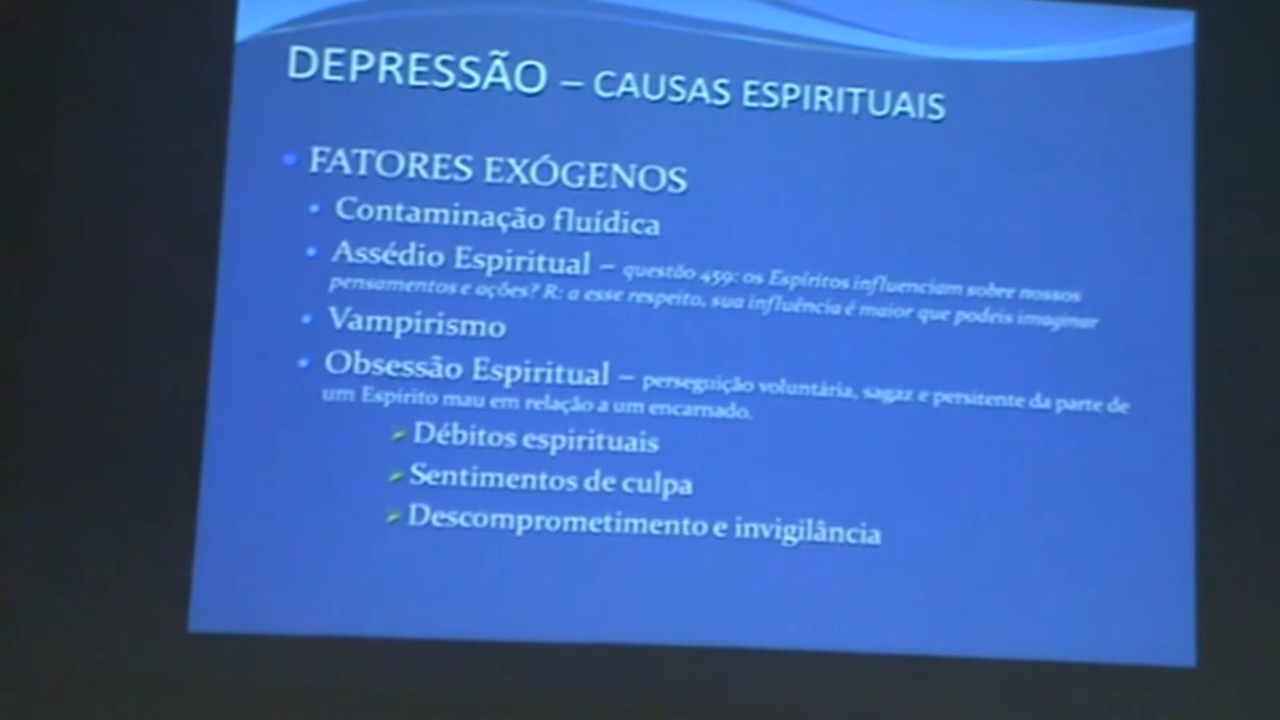 DEPRESSÃO – CAUSAS ESPIRITUAIS
FATORES EXÓGENOS
Contaminação fluídica
Assédio Espiritual – questão 459: os Espíritos influenciam sobre nossos
pensamentos e ações? R: a esse respeito, sua influência é maior que podeis imaginar
Vampirismo
Obsessão Espiritual – perseguição voluntária, sagaz e persitente da parte de
um Espírito mau em relação a um encarnado.
Débitos espirituais
Sentimentos de culpa
Descomprometimento e invigilância